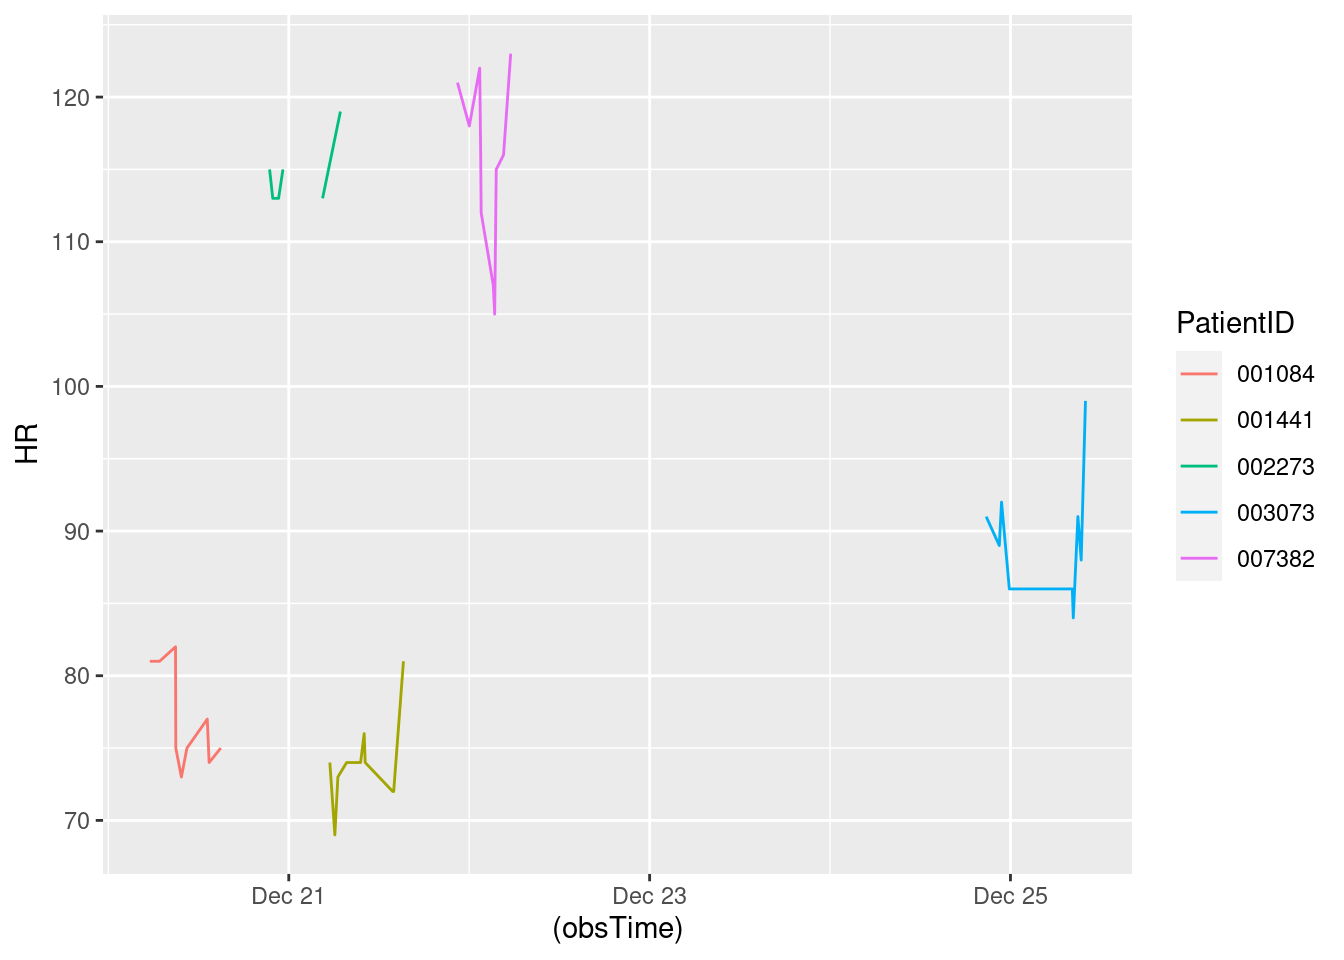 HR
120
110
100
90
80
70
Dec 21
Dec 23
Dec 25
(obsTime)
PatientID
001084
001441
002273
003073
007382